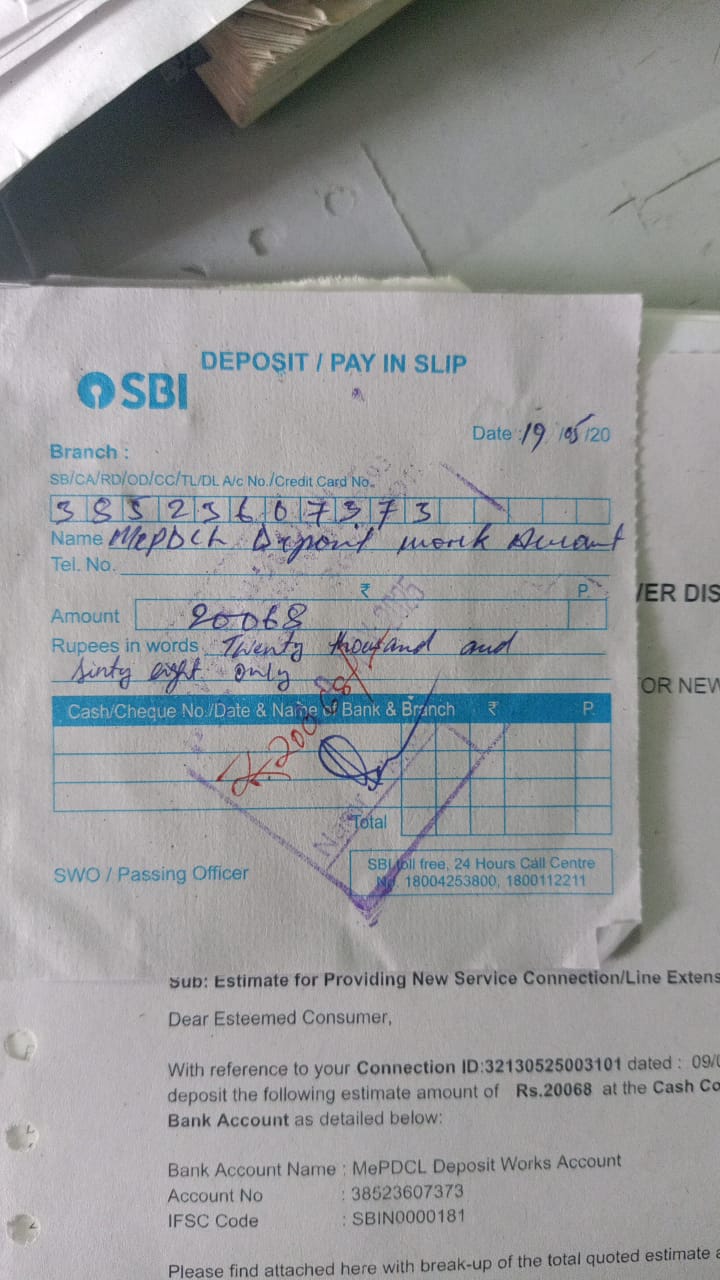 DEPOSIT / PAY IN SLIP
SBI
Date : 19 /05/20
Branch :
SB/CA/RD/OD/CC/TL/DL A/c No./Credit Card No.
38523607373
Name MePDCL Deposit work Account
Tel. No.
₹ P.
Amount 20068
Rupees in words Twenty thousand and
sixty eight only
Cash/Cheque No./Date & Name of Bank & Branch ₹ P.
20068/-
Total
SWO / Passing Officer
SBI toll free, 24 Hours Call Centre
No. 18004253800, 1800112211
2025
VER DIS
OR NEW
Sub: Estimate for Providing New Service Connection/Line Extens
Dear Esteemed Consumer,
With reference to your Connection ID:32130525003101 dated : 09/0
deposit the following estimate amount of Rs.20068 at the Cash Co
Bank Account as detailed below:
Bank Account Name : MePDCL Deposit Works Account
Account No : 38523607373
IFSC Code : SBIN0000181
Please find attached here with break-up of the total quoted estimate a